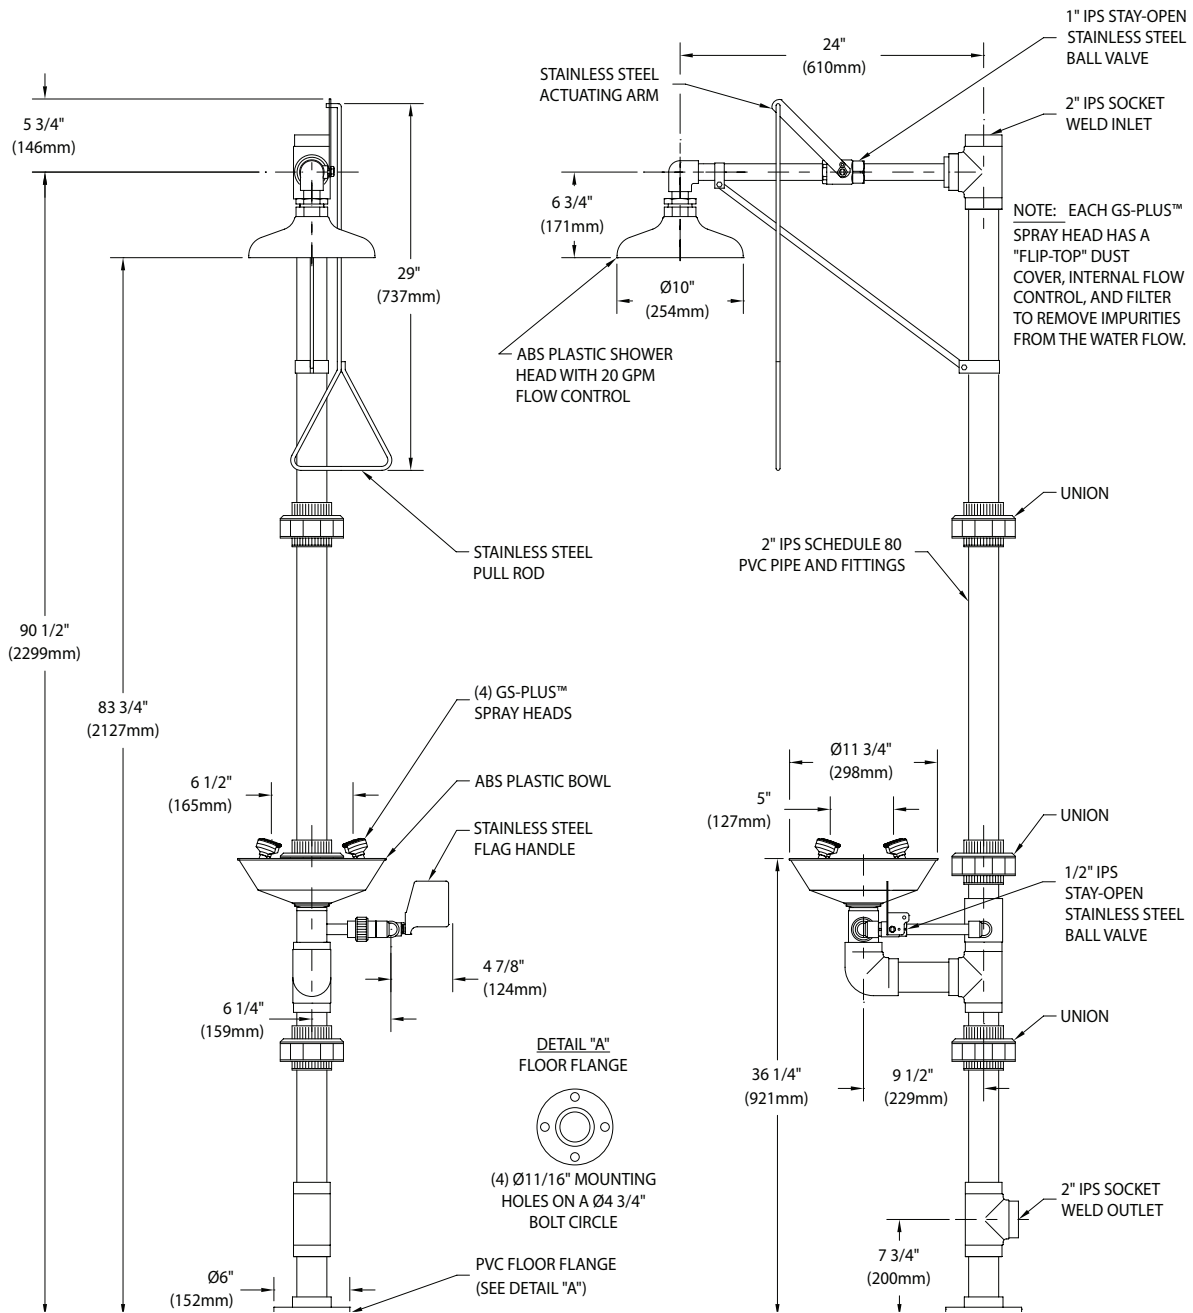 5 3/4"
(146mm)
29"
(737mm)
STAINLESS STEEL
PULL ROD
90 1/2"
(2299mm)
83 3/4"
(2127mm)
(4) GS-PLUS™
SPRAY HEADS
6 1/2"
(165mm)
ABS PLASTIC BOWL
STAINLESS STEEL
FLAG HANDLE
4 7/8"
(124mm)
6 1/4"
(159mm)
DETAIL "A"
FLOOR FLANGE
(4) Ø11/16" MOUNTING
HOLES ON A Ø4 3/4"
BOLT CIRCLE
Ø6"
(152mm)
PVC FLOOR FLANGE
(SEE DETAIL "A")
24"
(610mm)
1" IPS STAY-OPEN
STAINLESS STEEL
BALL VALVE
STAINLESS STEEL
ACTUATING ARM
2" IPS SOCKET
WELD INLET
6 3/4"
(171mm)
NOTE: EACH GS-PLUS™
SPRAY HEAD HAS A
"FLIP-TOP" DUST
COVER, INTERNAL FLOW
CONTROL, AND FILTER
TO REMOVE IMPURITIES
FROM THE WATER FLOW.
Ø10"
(254mm)
ABS PLASTIC SHOWER
HEAD WITH 20 GPM
FLOW CONTROL
UNION
2" IPS SCHEDULE 80
PVC PIPE AND FITTINGS
Ø11 3/4"
(298mm)
5"
(127mm)
UNION
1/2" IPS
STAY-OPEN
STAINLESS STEEL
BALL VALVE
UNION
36 1/4"
(921mm)
9 1/2"
(229mm)
2" IPS SOCKET
WELD OUTLET
7 3/4"
(200mm)